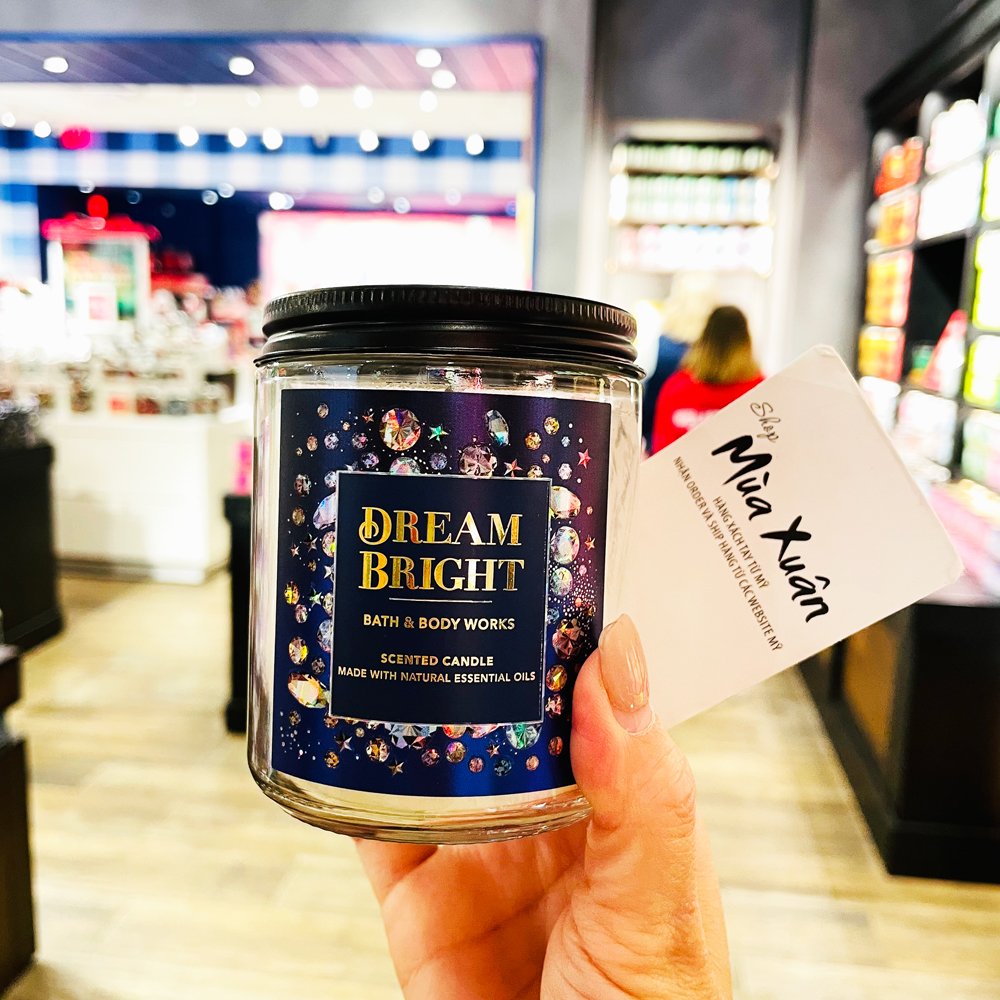 DREAM
BRIGHT
BATH & BODY WORKS
SCENTED CANDLE
MADE WITH NATURAL ESSENTIAL OILS
Shop
Mùa Xuân
HÀNG XÁCH TAY TỪ MỸ
NHẬN ORDER VÀ SHIP HÀNG TỪ CÁC WEBSITE MỸ